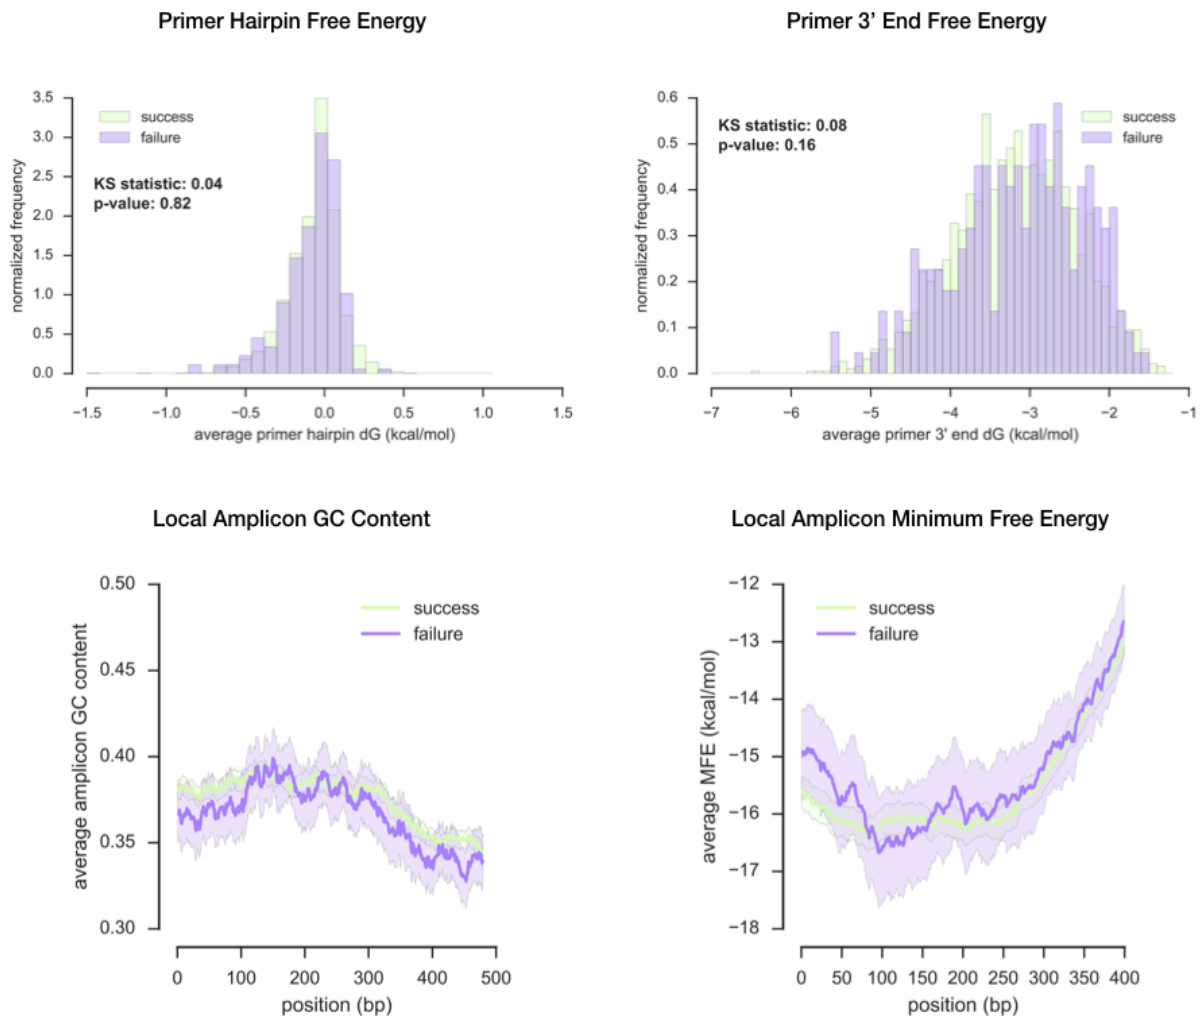 Primer Hairpin Free Energy
3.5
3.0
2.5
2.0
1.5
1.0
0.5
0.0
normalized frequency
success
failure
KS statistic: 0.04
p-value: 0.82
−1.5 −1.0 −0.5 0.0 0.5 1.0 1.5
average primer hairpin dG (kcal/mol)
Primer 3’ End Free Energy
0.6
0.5
0.4
0.3
0.2
0.1
0.0
normalized frequency
KS statistic: 0.08
p-value: 0.16
success
failure
−7 −6 −5 −4 −3 −2 −1
average primer 3' end dG (kcal/mol)
Local Amplicon GC Content
0.50
0.45
0.40
0.35
0.30
average amplicon GC content
success
failure
0 100 200 300 400 500
position (bp)
Local Amplicon Minimum Free Energy
−12
−13
−14
−15
−16
−17
−18
average MFE (kcal/mol)
success
failure
0 50 100 150 200 250 300 350 400
position (bp)